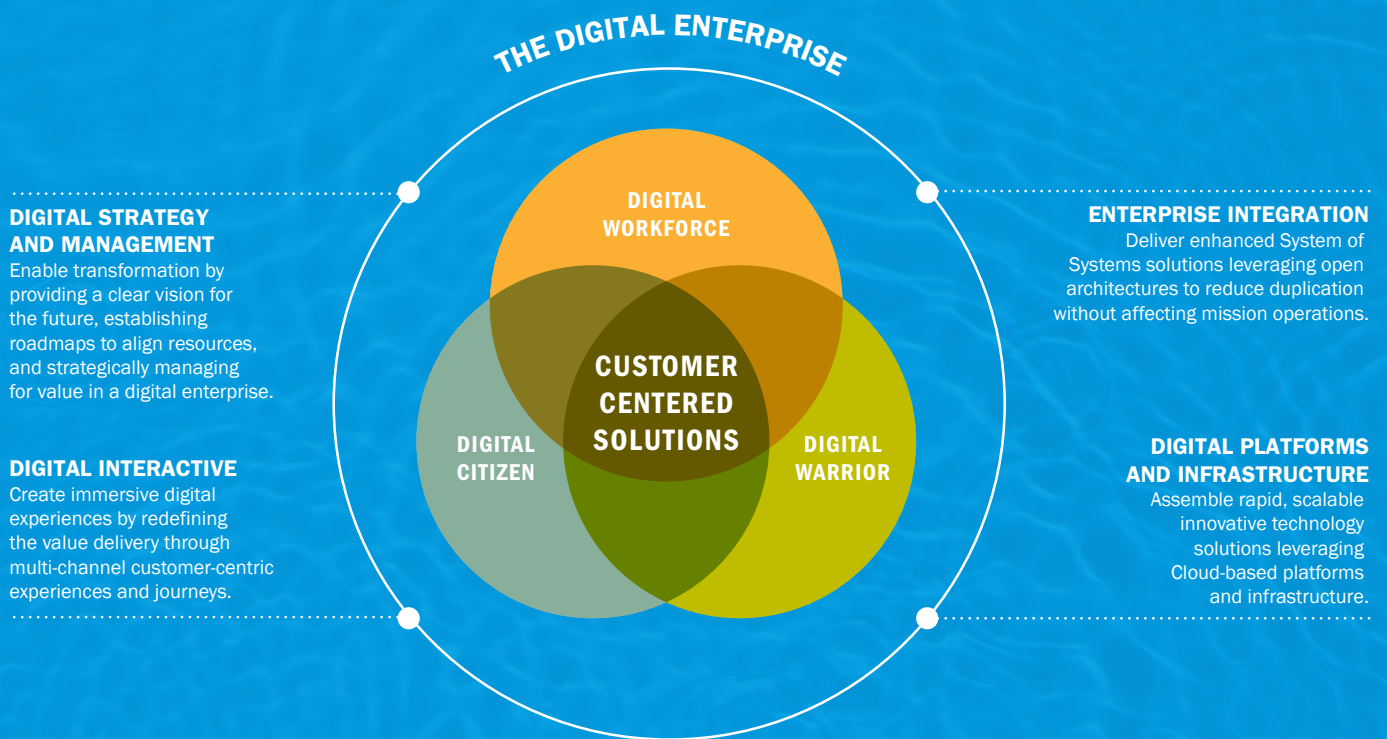 THE DIGITAL ENTERPRISE
DIGITAL STRATEGY
AND MANAGEMENT
Enable transformation by
providing a clear vision for
the future, establishing
roadmaps to align resources,
and strategically managing
for value in a digital enterprise.
DIGITAL INTERACTIVE
Create immersive digital
experiences by redefining
the value delivery through
multi-channel customer-centric
experiences and journeys.
DIGITAL
WORKFORCE
CUSTOMER
CENTERED
SOLUTIONS
DIGITAL
CITIZEN
DIGITAL
WARRIOR
ENTERPRISE INTEGRATION
Deliver enhanced System of
Systems solutions leveraging open
architectures to reduce duplication
without affecting mission operations.
DIGITAL PLATFORMS
AND INFRASTRUCTURE
Assemble rapid, scalable
innovative technology
solutions leveraging
Cloud-based platforms
and infrastructure.